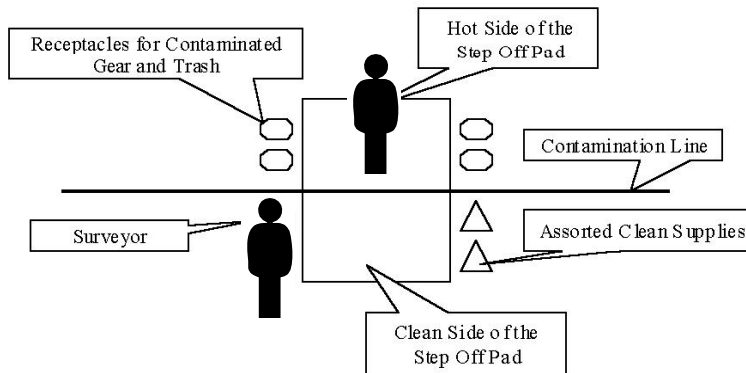 Receptacles for Contaminated
Gear and Trash
Hot Side of the
Step Off Pad
Contamination Line
Surveyor
Assorted Clean Supplies
Clean Side of the
Step Off Pad